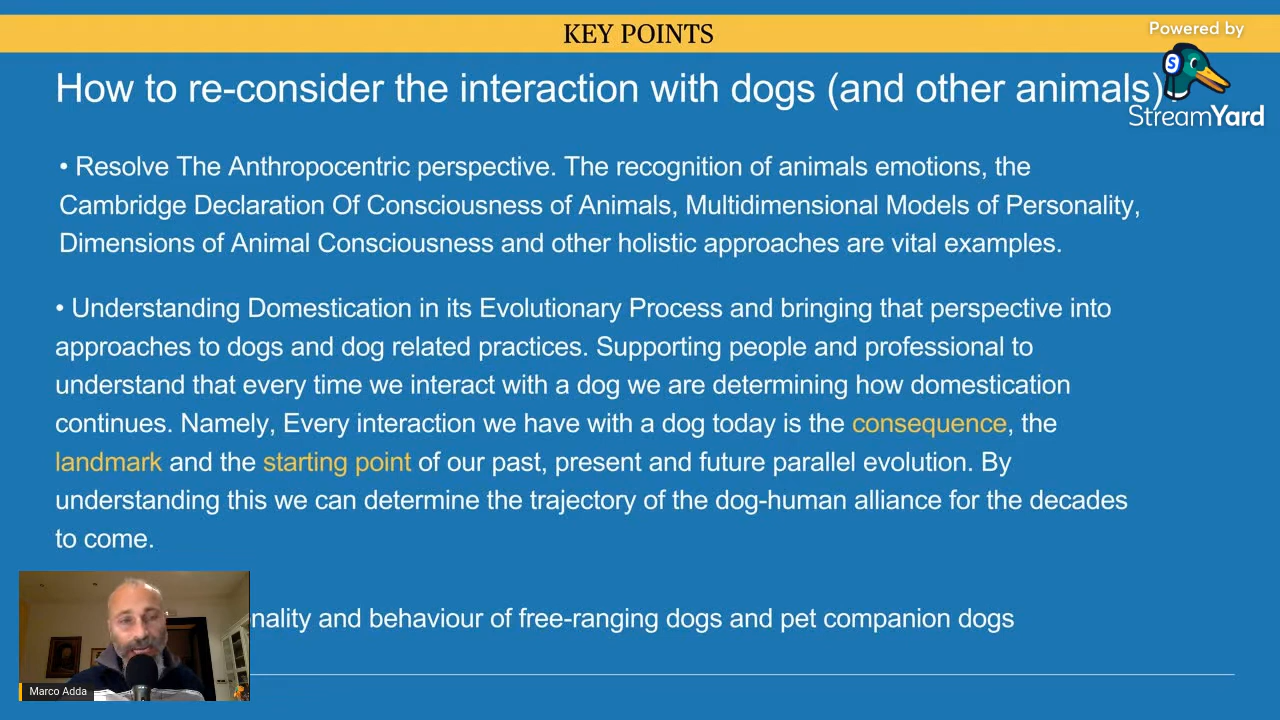 KEY POINTS
Powered by
StreamYard
How to re-consider the interaction with dogs (and other animals)
• Resolve The Anthropocentric perspective. The recognition of animals emotions, the
Cambridge Declaration Of Consciousness of Animals, Multidimensional Models of Personality,
Dimensions of Animal Consciousness and other holistic approaches are vital examples.
• Understanding Domestication in its Evolutionary Process and bringing that perspective into
approaches to dogs and dog related practices. Supporting people and professional to
understand that every time we interact with a dog we are determining how domestication
continues. Namely, Every interaction we have with a dog today is the consequence, the
landmark and the starting point of our past, present and future parallel evolution. By
understanding this we can determine the trajectory of the dog-human alliance for the decades
to come.
nality and behaviour of free-ranging dogs and pet companion dogs
Marco Adda